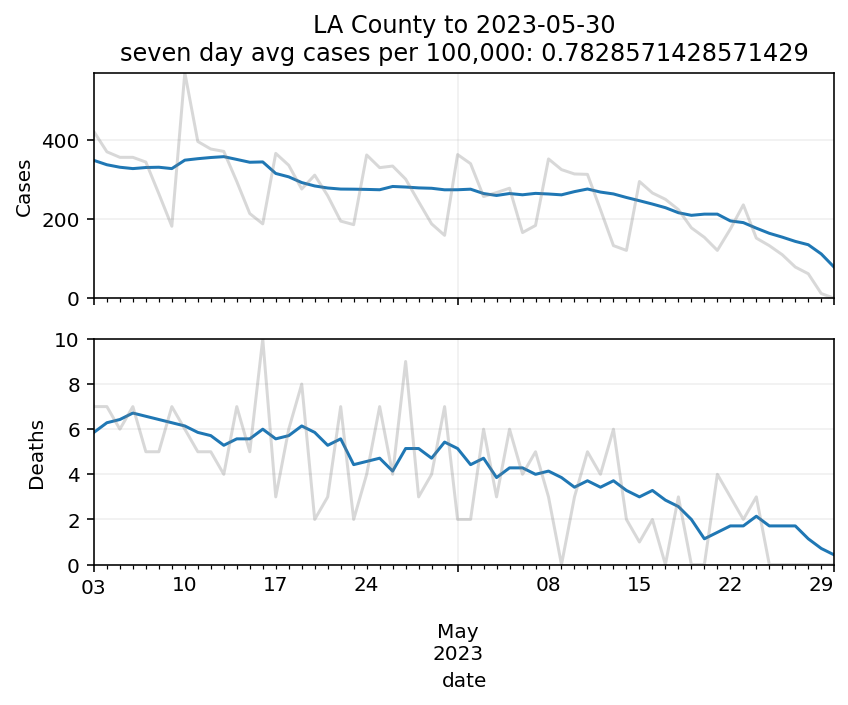 LA County to 2023-05-30
seven day avg cases per 100,000: 0.7828571428571429
Cases
400
200
0
Deaths
10
8
6
4
2
0
03 10 17 24 08 15 22 29
May
2023
date